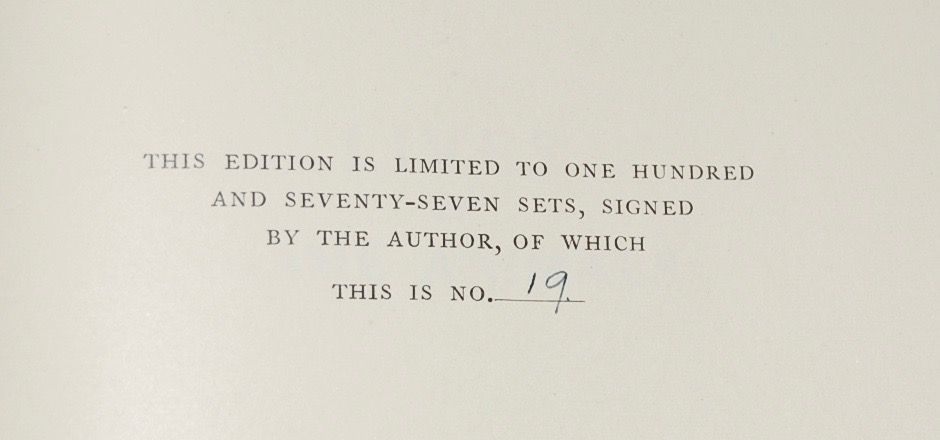 THIS EDITION IS LIMITED TO ONE HUNDRED
AND SEVENTY-SEVEN SETS, SIGNED
BY THE AUTHOR, OF WHICH
THIS IS NO. 19.